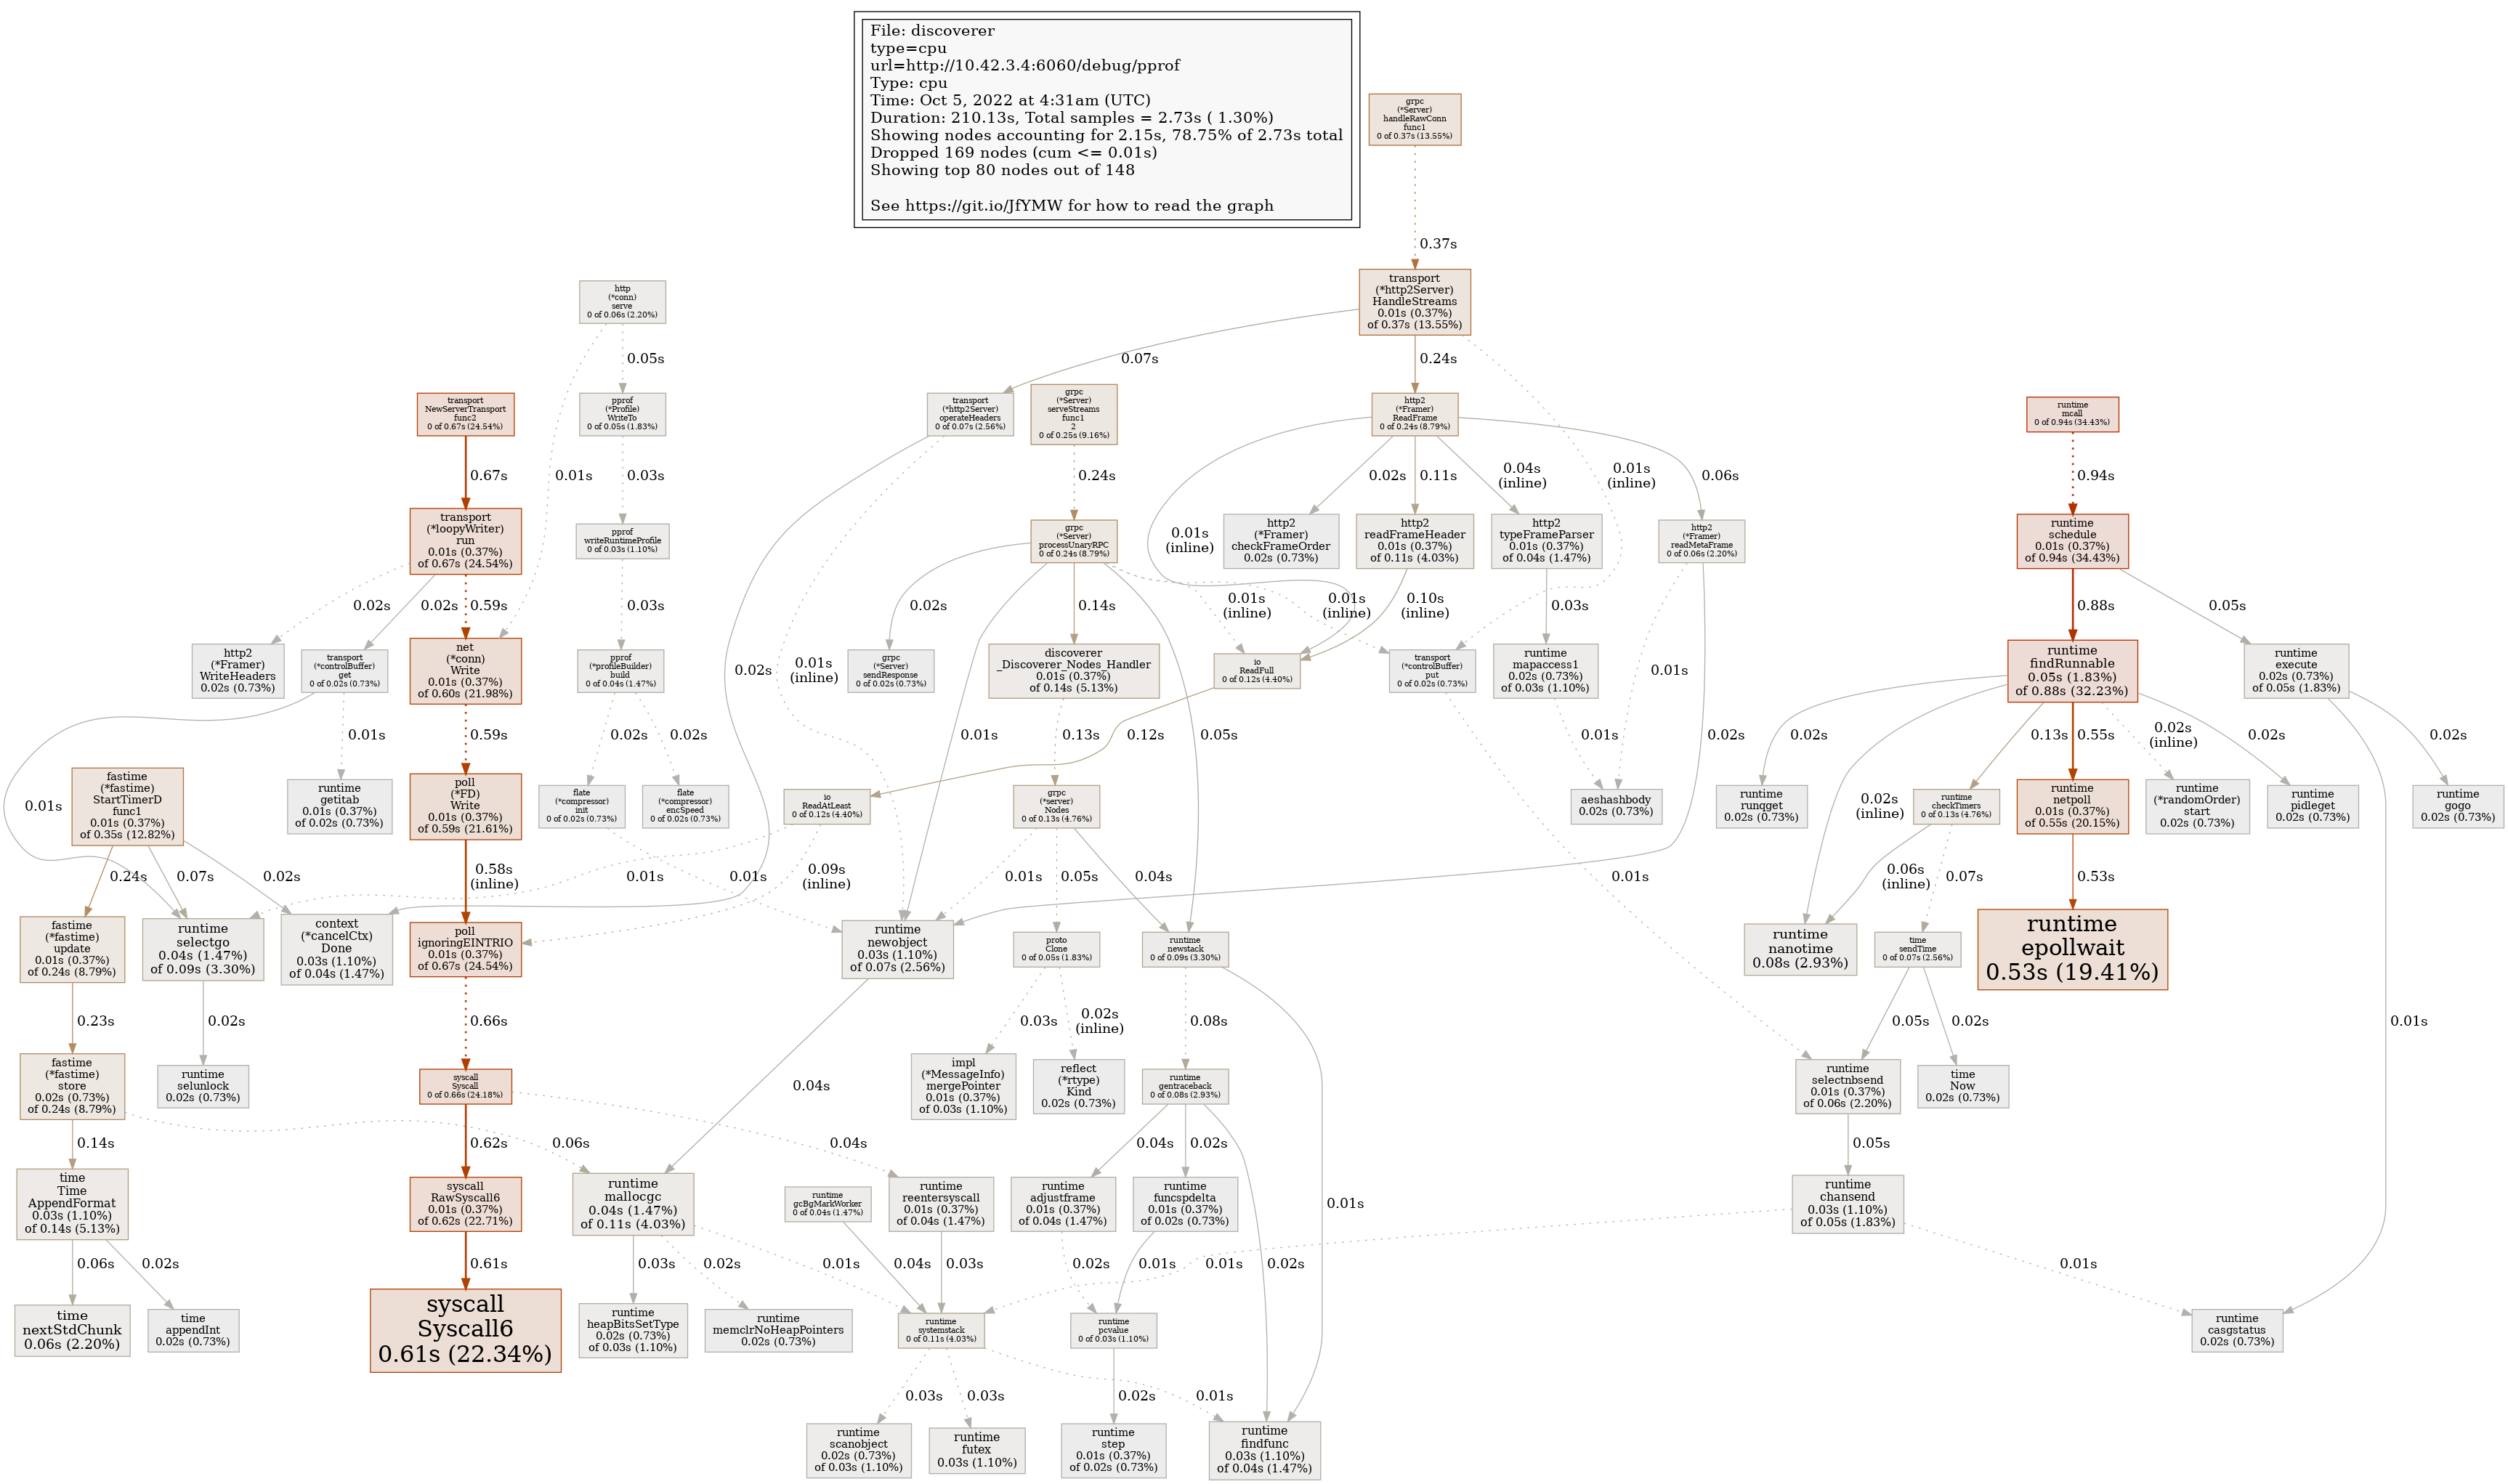 File: discoverer
type=cpu
url=http://10.42.3.4:6060/debug/pprof
Type: cpu
Time: Oct 5, 2022 at 4:31am (UTC)
Duration: 210.13s, Total samples = 2.73s ( 1.30%)
Showing nodes accounting for 2.15s, 78.75% of 2.73s total
Dropped 169 nodes (cum <= 0.01s)
Showing top 80 nodes out of 148
See https://git.io/JfYMW for how to read the graph
grpc
(*Server)
handleRawConn
func1
0 of 0.37s (13.55%)
0.37s
http
(*conn)
serve
0 of 0.06s (2.20%)
transport
(*http2Server)
HandleStreams
0.01s (0.37%)
of 0.37s (13.55%)
0.05s
0.07s
0.24s
transport
NewServerTransport
func2
0 of 0.67s (24.54%)
pprof
(*Profile)
WriteTo
0 of 0.05s (1.83%)
transport
(*http2Server)
operateHeaders
0 of 0.07s (2.56%)
grpc
(*Server)
serveStreams
func1
2
0 of 0.25s (9.16%)
http2
(*Framer)
ReadFrame
0 of 0.24s (8.79%)
runtime
mcall
0 of 0.94s (34.43%)
0.67s
0.01s
0.03s
0.24s
0.02s
0.11s
0.04s
(inline)
0.01s
(inline)
0.06s
0.94s
transport
(*loopyWriter)
run
0.01s (0.37%)
of 0.67s (24.54%)
pprof
writeRuntimeProfile
0 of 0.03s (1.10%)
grpc
(*Server)
processUnaryRPC
0 of 0.24s (8.79%)
0.01s
(inline)
http2
(*Framer)
checkFrameOrder
0.02s (0.73%)
http2
readFrameHeader
0.01s (0.37%)
of 0.11s (4.03%)
http2
typeFrameParser
0.01s (0.37%)
of 0.04s (1.47%)
http2
(*Framer)
readMetaFrame
0 of 0.06s (2.20%)
runtime
schedule
0.01s (0.37%)
of 0.94s (34.43%)
0.02s
0.02s
0.59s
0.03s
0.02s
0.14s
0.01s
(inline)
0.01s
(inline)
0.10s
(inline)
0.03s
0.88s
0.05s
http2
(*Framer)
WriteHeaders
0.02s (0.73%)
transport
(*controlBuffer)
get
0 of 0.02s (0.73%)
net
(*conn)
Write
0.01s (0.37%)
of 0.60s (21.98%)
pprof
(*profileBuilder)
build
0 of 0.04s (1.47%)
0.02s
0.01s
(inline)
grpc
(*Server)
sendResponse
0 of 0.02s (0.73%)
discoverer
_Discoverer_Nodes_Handler
0.01s (0.37%)
of 0.14s (5.13%)
io
ReadFull
0 of 0.12s (4.40%)
transport
(*controlBuffer)
put
0 of 0.02s (0.73%)
runtime
mapaccess1
0.02s (0.73%)
of 0.03s (1.10%)
0.01s
runtime
findRunnable
0.05s (1.83%)
of 0.88s (32.23%)
runtime
execute
0.02s (0.73%)
of 0.05s (1.83%)
0.01s
0.59s
0.02s
0.02s
0.01s
0.13s
0.12s
0.05s
0.01s
0.02s
0.02s
0.13s
0.55s
0.02s
(inline)
0.02s
0.02s
0.01s
fastime
(*fastime)
StartTimerD
func1
0.01s (0.37%)
of 0.35s (12.82%)
runtime
getitab
0.01s (0.37%)
of 0.02s (0.73%)
poll
(*FD)
Write
0.01s (0.37%)
of 0.59s (21.61%)
flate
(*compressor)
init
0 of 0.02s (0.73%)
flate
(*compressor)
encSpeed
0 of 0.02s (0.73%)
io
ReadAtLeast
0 of 0.12s (4.40%)
grpc
(*server)
Nodes
0 of 0.13s (4.76%)
aeshashbody
0.02s (0.73%)
runtime
runqget
0.02s (0.73%)
0.02s
(inline)
runtime
checkTimers
0 of 0.13s (4.76%)
runtime
netpoll
0.01s (0.37%)
of 0.55s (20.15%)
runtime
(*randomOrder)
start
0.02s (0.73%)
runtime
pidleget
0.02s (0.73%)
runtime
gogo
0.02s (0.73%)
0.24s
0.07s
0.02s
0.58s
(inline)
0.01s
0.01s
0.09s
(inline)
0.01s
0.05s
0.04s
0.01s
0.06s
(inline)
0.07s
0.53s
fastime
(*fastime)
update
0.01s (0.37%)
of 0.24s (8.79%)
runtime
selectgo
0.04s (1.47%)
of 0.09s (3.30%)
context
(*cancelCtx)
Done
0.03s (1.10%)
of 0.04s (1.47%)
poll
ignoringEINTRIO
0.01s (0.37%)
of 0.67s (24.54%)
runtime
newobject
0.03s (1.10%)
of 0.07s (2.56%)
proto
Clone
0 of 0.05s (1.83%)
runtime
newstack
0 of 0.09s (3.30%)
runtime
nanotime
0.08s (2.93%)
time
sendTime
0 of 0.07s (2.56%)
runtime
epollwait
0.53s (19.41%)
0.23s
0.02s
0.66s
0.03s
0.02s
(inline)
0.08s
0.05s
0.02s
0.01s
fastime
(*fastime)
store
0.02s (0.73%)
of 0.24s (8.79%)
runtime
selunlock
0.02s (0.73%)
syscall
Syscall
0 of 0.66s (24.18%)
0.04s
impl
(*MessageInfo)
mergePointer
0.01s (0.37%)
of 0.03s (1.10%)
reflect
(*rtype)
Kind
0.02s (0.73%)
runtime
gentraceback
0 of 0.08s (2.93%)
runtime
selectnbsend
0.01s (0.37%)
of 0.06s (2.20%)
time
Now
0.02s (0.73%)
0.14s
0.06s
0.62s
0.04s
0.04s
0.02s
0.05s
time
Time
AppendFormat
0.03s (1.10%)
of 0.14s (5.13%)
syscall
RawSyscall6
0.01s (0.37%)
of 0.62s (22.71%)
runtime
mallocgc
0.04s (1.47%)
of 0.11s (4.03%)
runtime
gcBgMarkWorker
0 of 0.04s (1.47%)
runtime
reentersyscall
0.01s (0.37%)
of 0.04s (1.47%)
runtime
adjustframe
0.01s (0.37%)
of 0.04s (1.47%)
runtime
funcspdelta
0.01s (0.37%)
of 0.02s (0.73%)
0.01s
runtime
chansend
0.03s (1.10%)
of 0.05s (1.83%)
0.06s
0.02s
0.61s
0.03s
0.02s
0.01s
0.04s
0.03s
0.02s
0.01s
0.01s
0.02s
0.01s
time
nextStdChunk
0.06s (2.20%)
time
appendInt
0.02s (0.73%)
syscall
Syscall6
0.61s (22.34%)
runtime
heapBitsSetType
0.02s (0.73%)
of 0.03s (1.10%)
runtime
memclrNoHeapPointers
0.02s (0.73%)
runtime
systemstack
0 of 0.11s (4.03%)
runtime
pcvalue
0 of 0.03s (1.10%)
runtime
casgstatus
0.02s (0.73%)
0.03s
0.03s
0.02s
0.01s
runtime
scanobject
0.02s (0.73%)
of 0.03s (1.10%)
runtime
futex
0.03s (1.10%)
runtime
step
0.01s (0.37%)
of 0.02s (0.73%)
runtime
findfunc
0.03s (1.10%)
of 0.04s (1.47%)